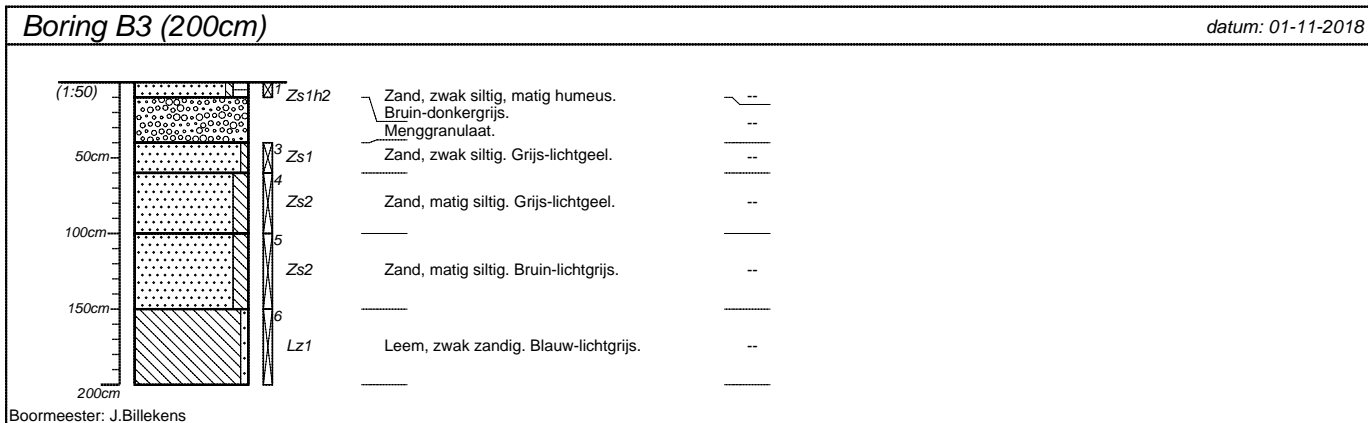 Boring B3 (200cm) datum: 01-11-2018
(1:50) 1 Zs1h2 Zand, zwak siltig, matig humeus. --
Bruin-donkergrijs.
Menggranulaat. --
50cm 3 Zs1 Zand, zwak siltig. Grijs-lichtgeel. --
4
Zs2 Zand, matig siltig. Grijs-lichtgeel. --
100cm
5
Zs2 Zand, matig siltig. Bruin-lichtgrijs. --
150cm
6
Lz1 Leem, zwak zandig. Blauw-lichtgrijs. --
200cm
Boormeester: J.Billekens